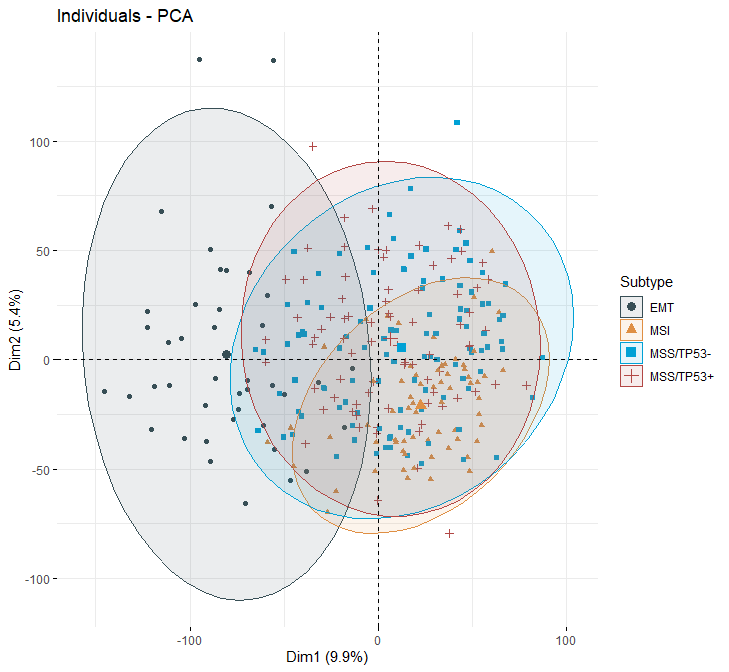 Individuals - PCA
100
50
0
-50
-100
Dim2 (5.4%)
-100
0
100
Dim1 (9.9%)
Subtype
EMT
MSI
MSS/TP53-
MSS/TP53+